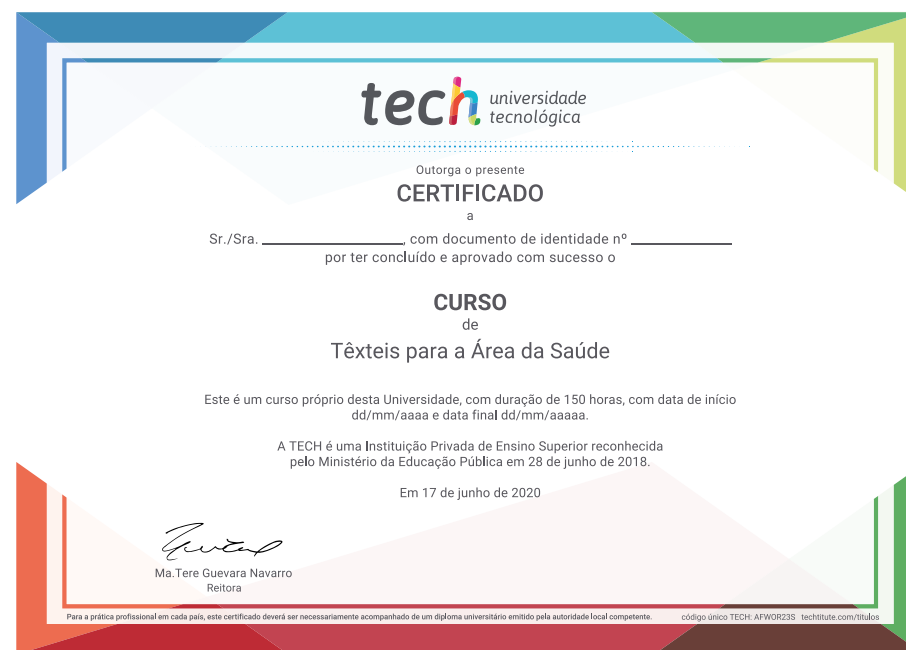 tech universidade
tecnológica
Outorga o presente
CERTIFICADO
a
Sr./Sra. ________________, com documento de identidade nº ____________
por ter concluído e aprovado com sucesso o
CURSO
de
Têxteis para a Área da Saúde
Este é um curso próprio desta Universidade, com duração de 150 horas, com data de início
dd/mm/aaaa e data final dd/mm/aaaaa.
A TECH é uma Instituição Privada de Ensino Superior reconhecida
pelo Ministério da Educação Pública em 28 de junho de 2018.
Em 17 de junho de 2020
Ma.Tere Guevara Navarro
Reitora
Para a prática profissional em cada país, este certificado deverá ser necessariamente acompanhado de um diploma universitário emitido pela autoridade local competente. código único TECH: AFWOR23S techtitute.com/titulos